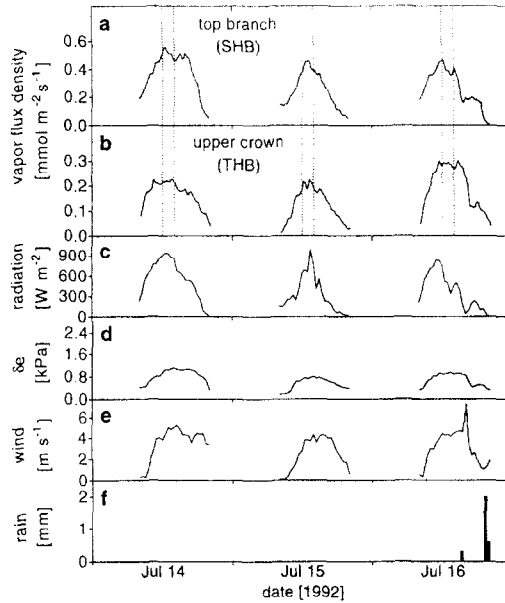 a
top branch
(SHB)
0.6
0.4
0.2
0.0
vapor flux density
[mmol m⁻² s⁻¹]
b
upper crown
(THB)
0.3
0.2
0.1
0.0
c
900
600
300
0
radiation
[W m⁻²]
d
2.4
1.6
0.8
0.0
δe
[kPa]
e
6
4
2
0
wind
[m s⁻¹]
f
2
1
0
rain
[mm]
Jul 14
Jul 15
Jul 16
date [1992]